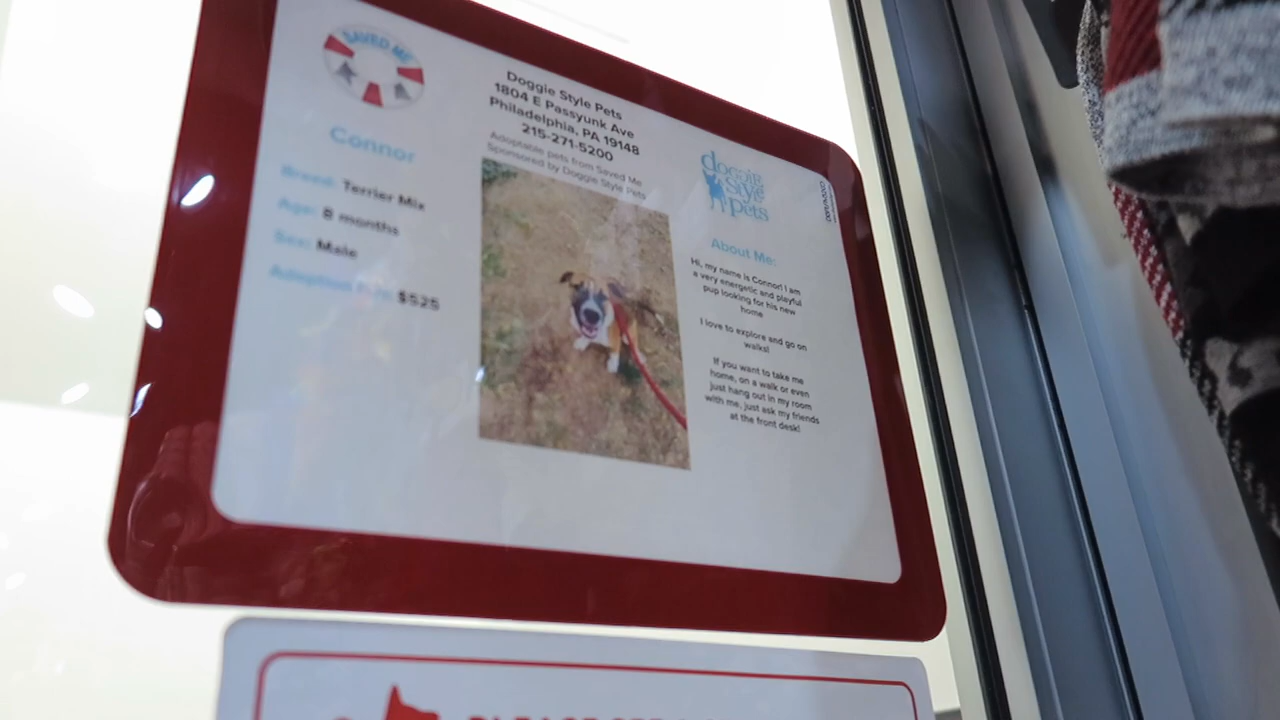 SAVED ME
Connor
Breed: Terrier Mix
Age: 8 months
Sex: Male
Adoption $525
Doggie Style Pets
1804 E Passyunk Ave
Philadelphia, PA 19148
215-271-5200
Adoptable pets from Saved Me
Sponsored by Doggie Style Pets
doggie
style
pets
About Me:
Hi, my name is Connor! I am
a very energetic and playful
pup looking for his new
home
I love to explore and go on
walks!
If you want to take me
home, on a walk or even
just hang out in my room
with me, just ask my friends
at the front desk!
PLEASE